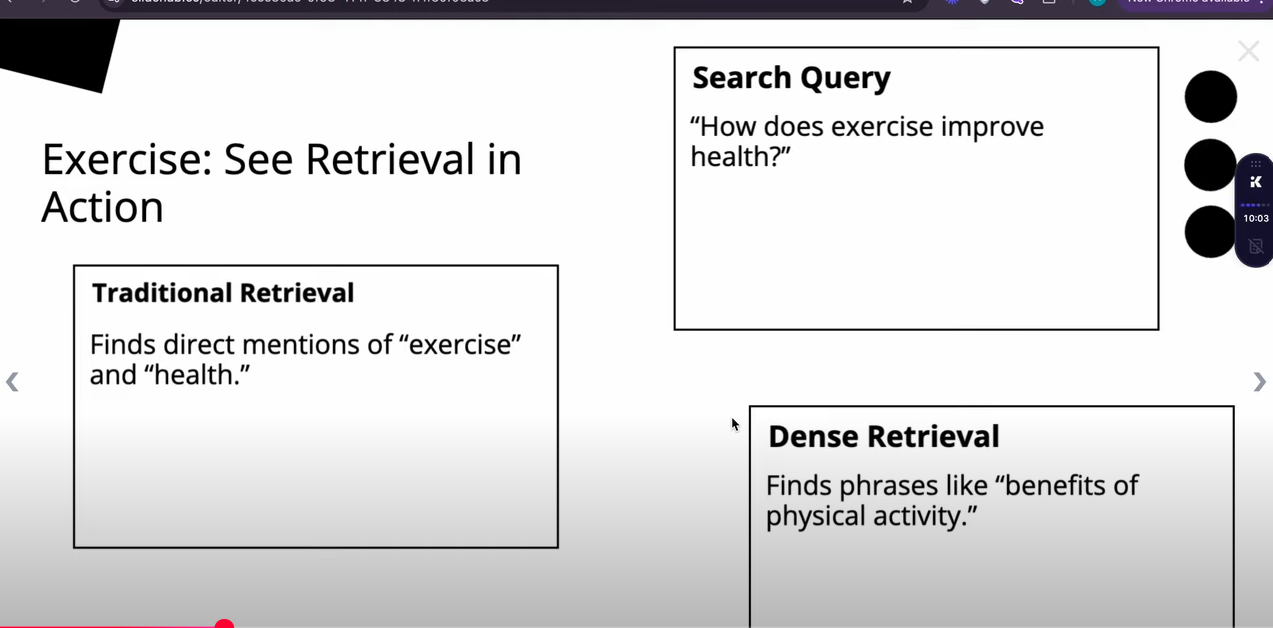 Search Query
“How does exercise improve
health?”
Exercise: See Retrieval in
Action
10:03
Traditional Retrieval
Finds direct mentions of “exercise”
and “health.”
Dense Retrieval
Finds phrases like “benefits of
physical activity.”